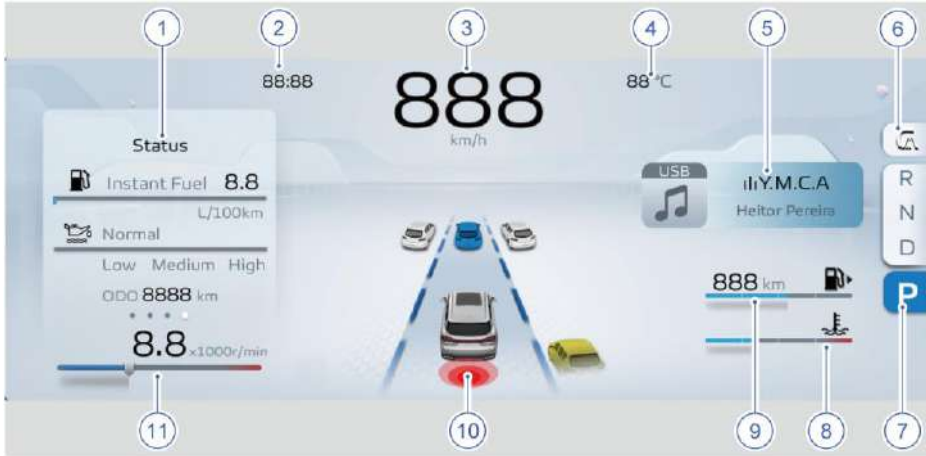 1 2 3 4 5 6
88:88 888 88 °C
km/h
Status
Instant Fuel 8.8
L/100km
Normal
Low Medium High
ODO 8888 km
8.8 x1000r/min
USB
Y.M.C.A
Heitor Pereira
888 km
R
N
D
P
11 10 9 8 7